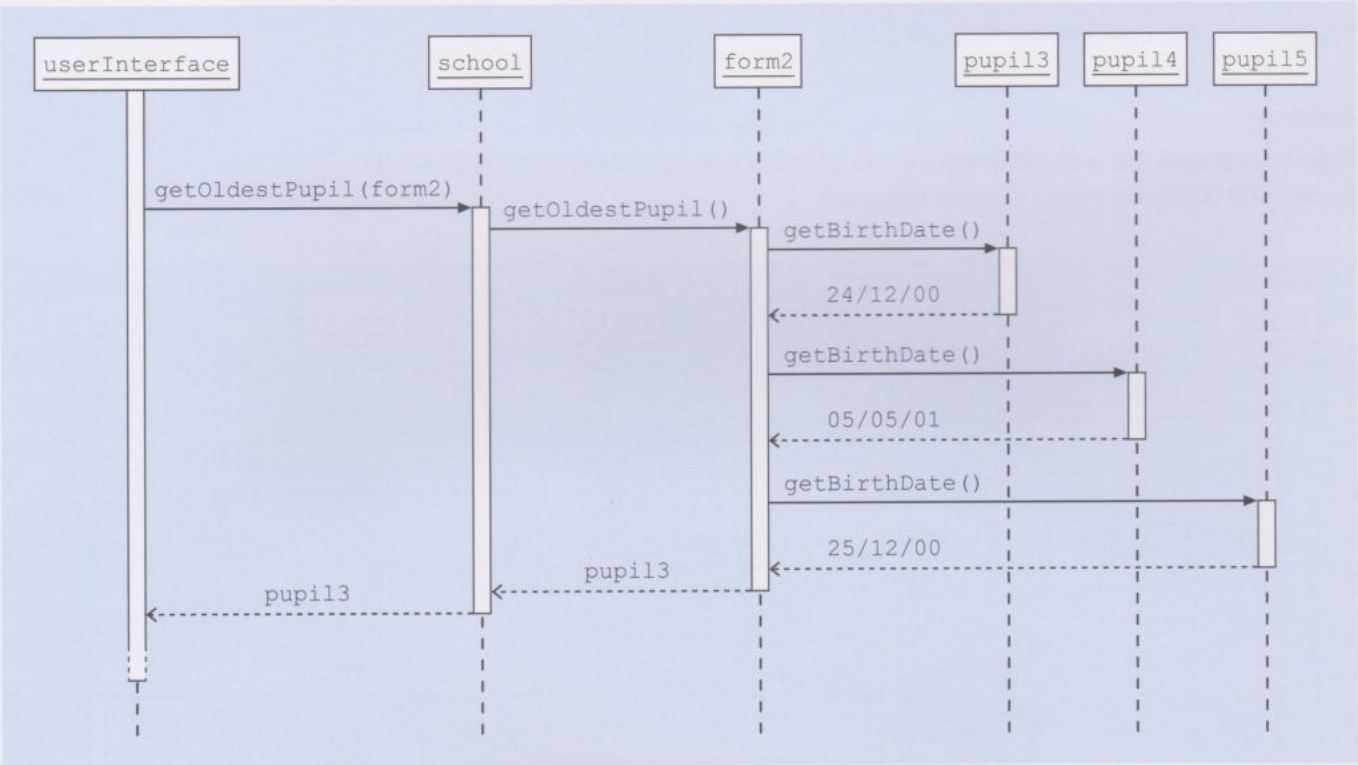 userInterface
school
form2
pupil3
pupil4
pupil5
getOldestPupil(form2)
getOldestPupil()
getBirthDate()
24/12/00
getBirthDate()
05/05/01
getBirthDate()
25/12/00
pupil3
pupil3